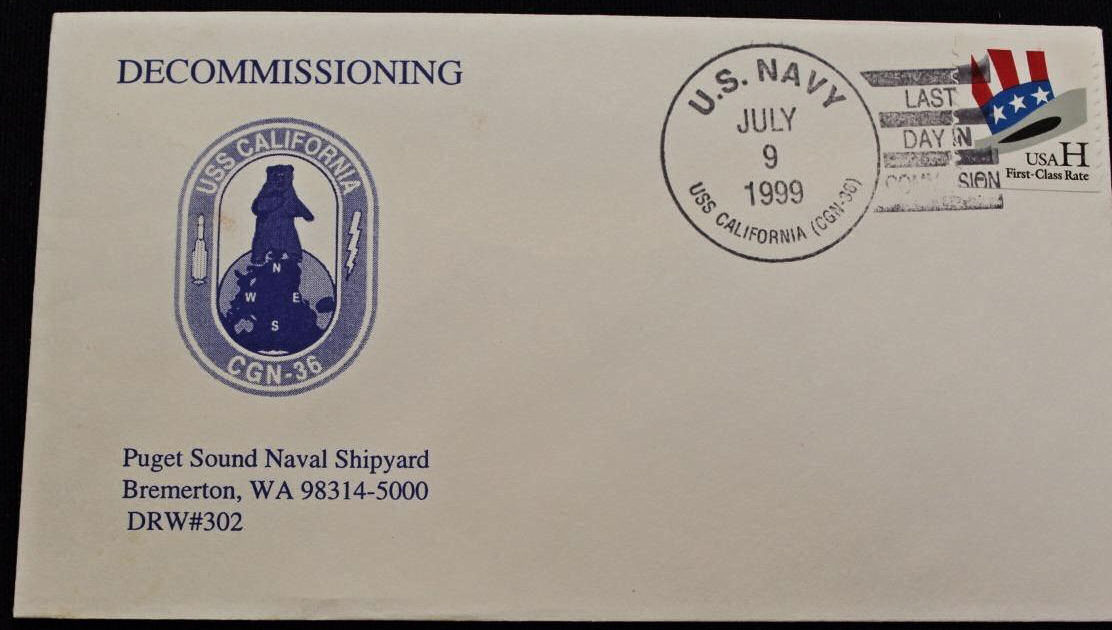 DECOMMISSIONING
USS CALIFORNIA
N
W E
S
CGN-36
Puget Sound Naval Shipyard
Bremerton, WA 98314-5000
DRW#302
U.S. NAVY
JULY
9
1999
USS CALIFORNIA (CGN-36)
LAST
DAY IN
COMMISSION
USA H
First-Class Rate